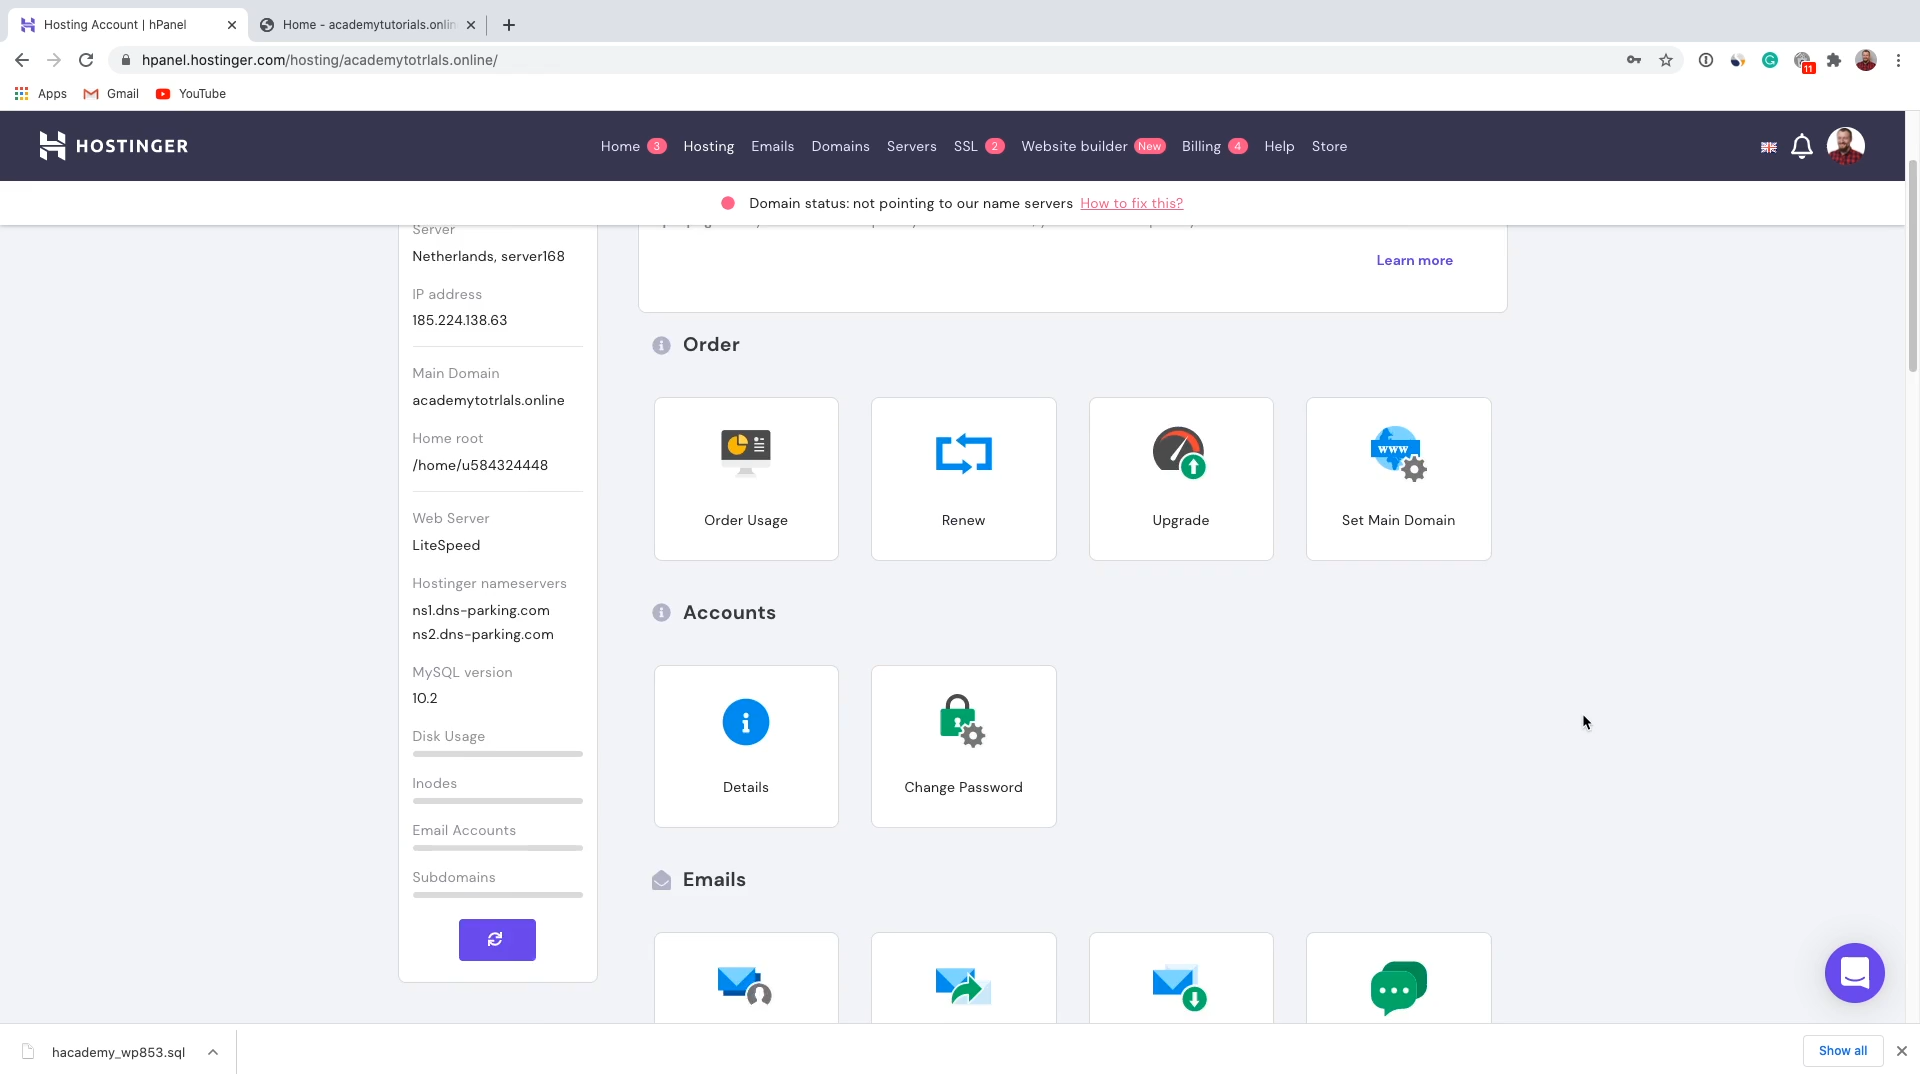 Hosting Account | hPanel
Home - academytutorials.onlin
hpanel.hostinger.com/hosting/academytotrlals.online/
11
Apps
Gmail
YouTube
HOSTINGER
Home 3
Hosting
Emails
Domains
Servers
SSL 2
Website builder New
Billing 4
Help
Store
Domain status: not pointing to our name servers How to fix this?
Server
Netherlands, server168
IP address
185.224.138.63
Main Domain
academytotrlals.online
Home root
/home/u584324448
Web Server
LiteSpeed
Hostinger nameservers
ns1.dns-parking.com
ns2.dns-parking.com
MySQL version
10.2
Disk Usage
Inodes
Email Accounts
Subdomains
Learn more
Order
Order Usage
Renew
Upgrade
www
Set Main Domain
Accounts
Details
Change Password
Emails
hacademy_wp853.sql
Show all